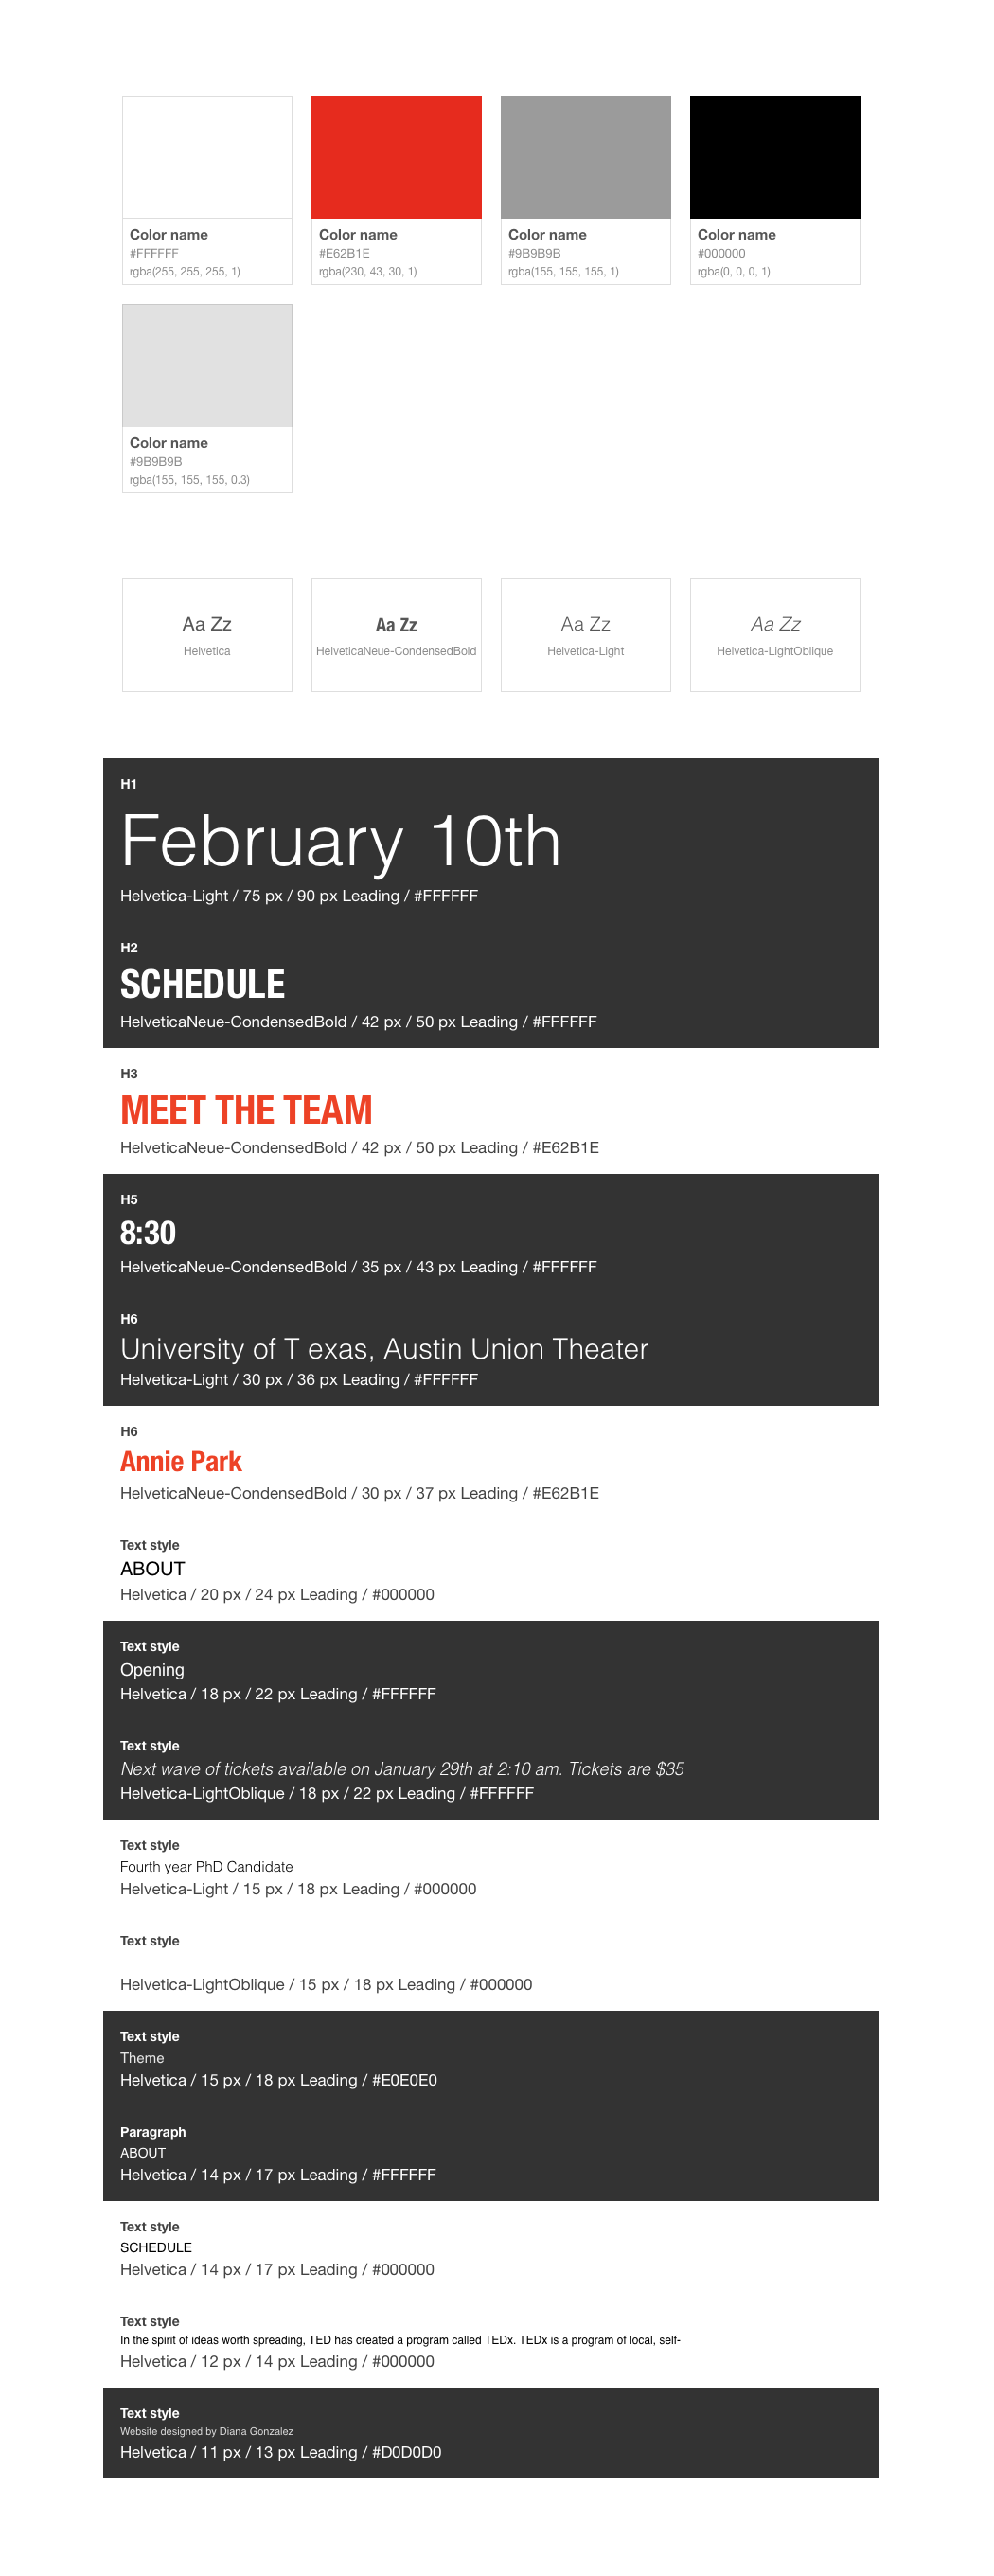 Color name
#FFFFFF
rgba(255, 255, 255, 1)
Color name
#E62B1E
rgba(230, 43, 30, 1)
Color name
#9B9B9B
rgba(155, 155, 155, 1)
Color name
#000000
rgba(0, 0, 0, 1)
Color name
#9B9B9B
rgba(155, 155, 155, 0.3)
Aa Zz
Helvetica
Aa Zz
HelveticaNeue-CondensedBold
Aa Zz
Helvetica-Light
Aa Zz
Helvetica-LightOblique
H1
February 10th
Helvetica-Light / 75 px / 90 px Leading / #FFFFFF
H2
SCHEDULE
HelveticaNeue-CondensedBold / 42 px / 50 px Leading / #FFFFFF
H3
MEET THE TEAM
HelveticaNeue-CondensedBold / 42 px / 50 px Leading / #E62B1E
H5
8:30
HelveticaNeue-CondensedBold / 35 px / 43 px Leading / #FFFFFF
H6
University of T exas, Austin Union Theater
Helvetica-Light / 30 px / 36 px Leading / #FFFFFF
H6
Annie Park
HelveticaNeue-CondensedBold / 30 px / 37 px Leading / #E62B1E
Text style
ABOUT
Helvetica / 20 px / 24 px Leading / #000000
Text style
Opening
Helvetica / 18 px / 22 px Leading / #FFFFFF
Text style
Next wave of tickets available on January 29th at 2:10 am. Tickets are $35
Helvetica-LightOblique / 18 px / 22 px Leading / #FFFFFF
Text style
Fourth year PhD Candidate
Helvetica-Light / 15 px / 18 px Leading / #000000
Text style
Helvetica-LightOblique / 15 px / 18 px Leading / #000000
Text style
Theme
Helvetica / 15 px / 18 px Leading / #E0E0E0
Paragraph
ABOUT
Helvetica / 14 px / 17 px Leading / #FFFFFF
Text style
SCHEDULE
Helvetica / 14 px / 17 px Leading / #000000
Text style
In the spirit of ideas worth spreading, TED has created a program called TEDx. TEDx is a program of local, self-
Helvetica / 12 px / 14 px Leading / #000000
Text style
Website designed by Diana Gonzalez
Helvetica / 11 px / 13 px Leading / #D0D0D0